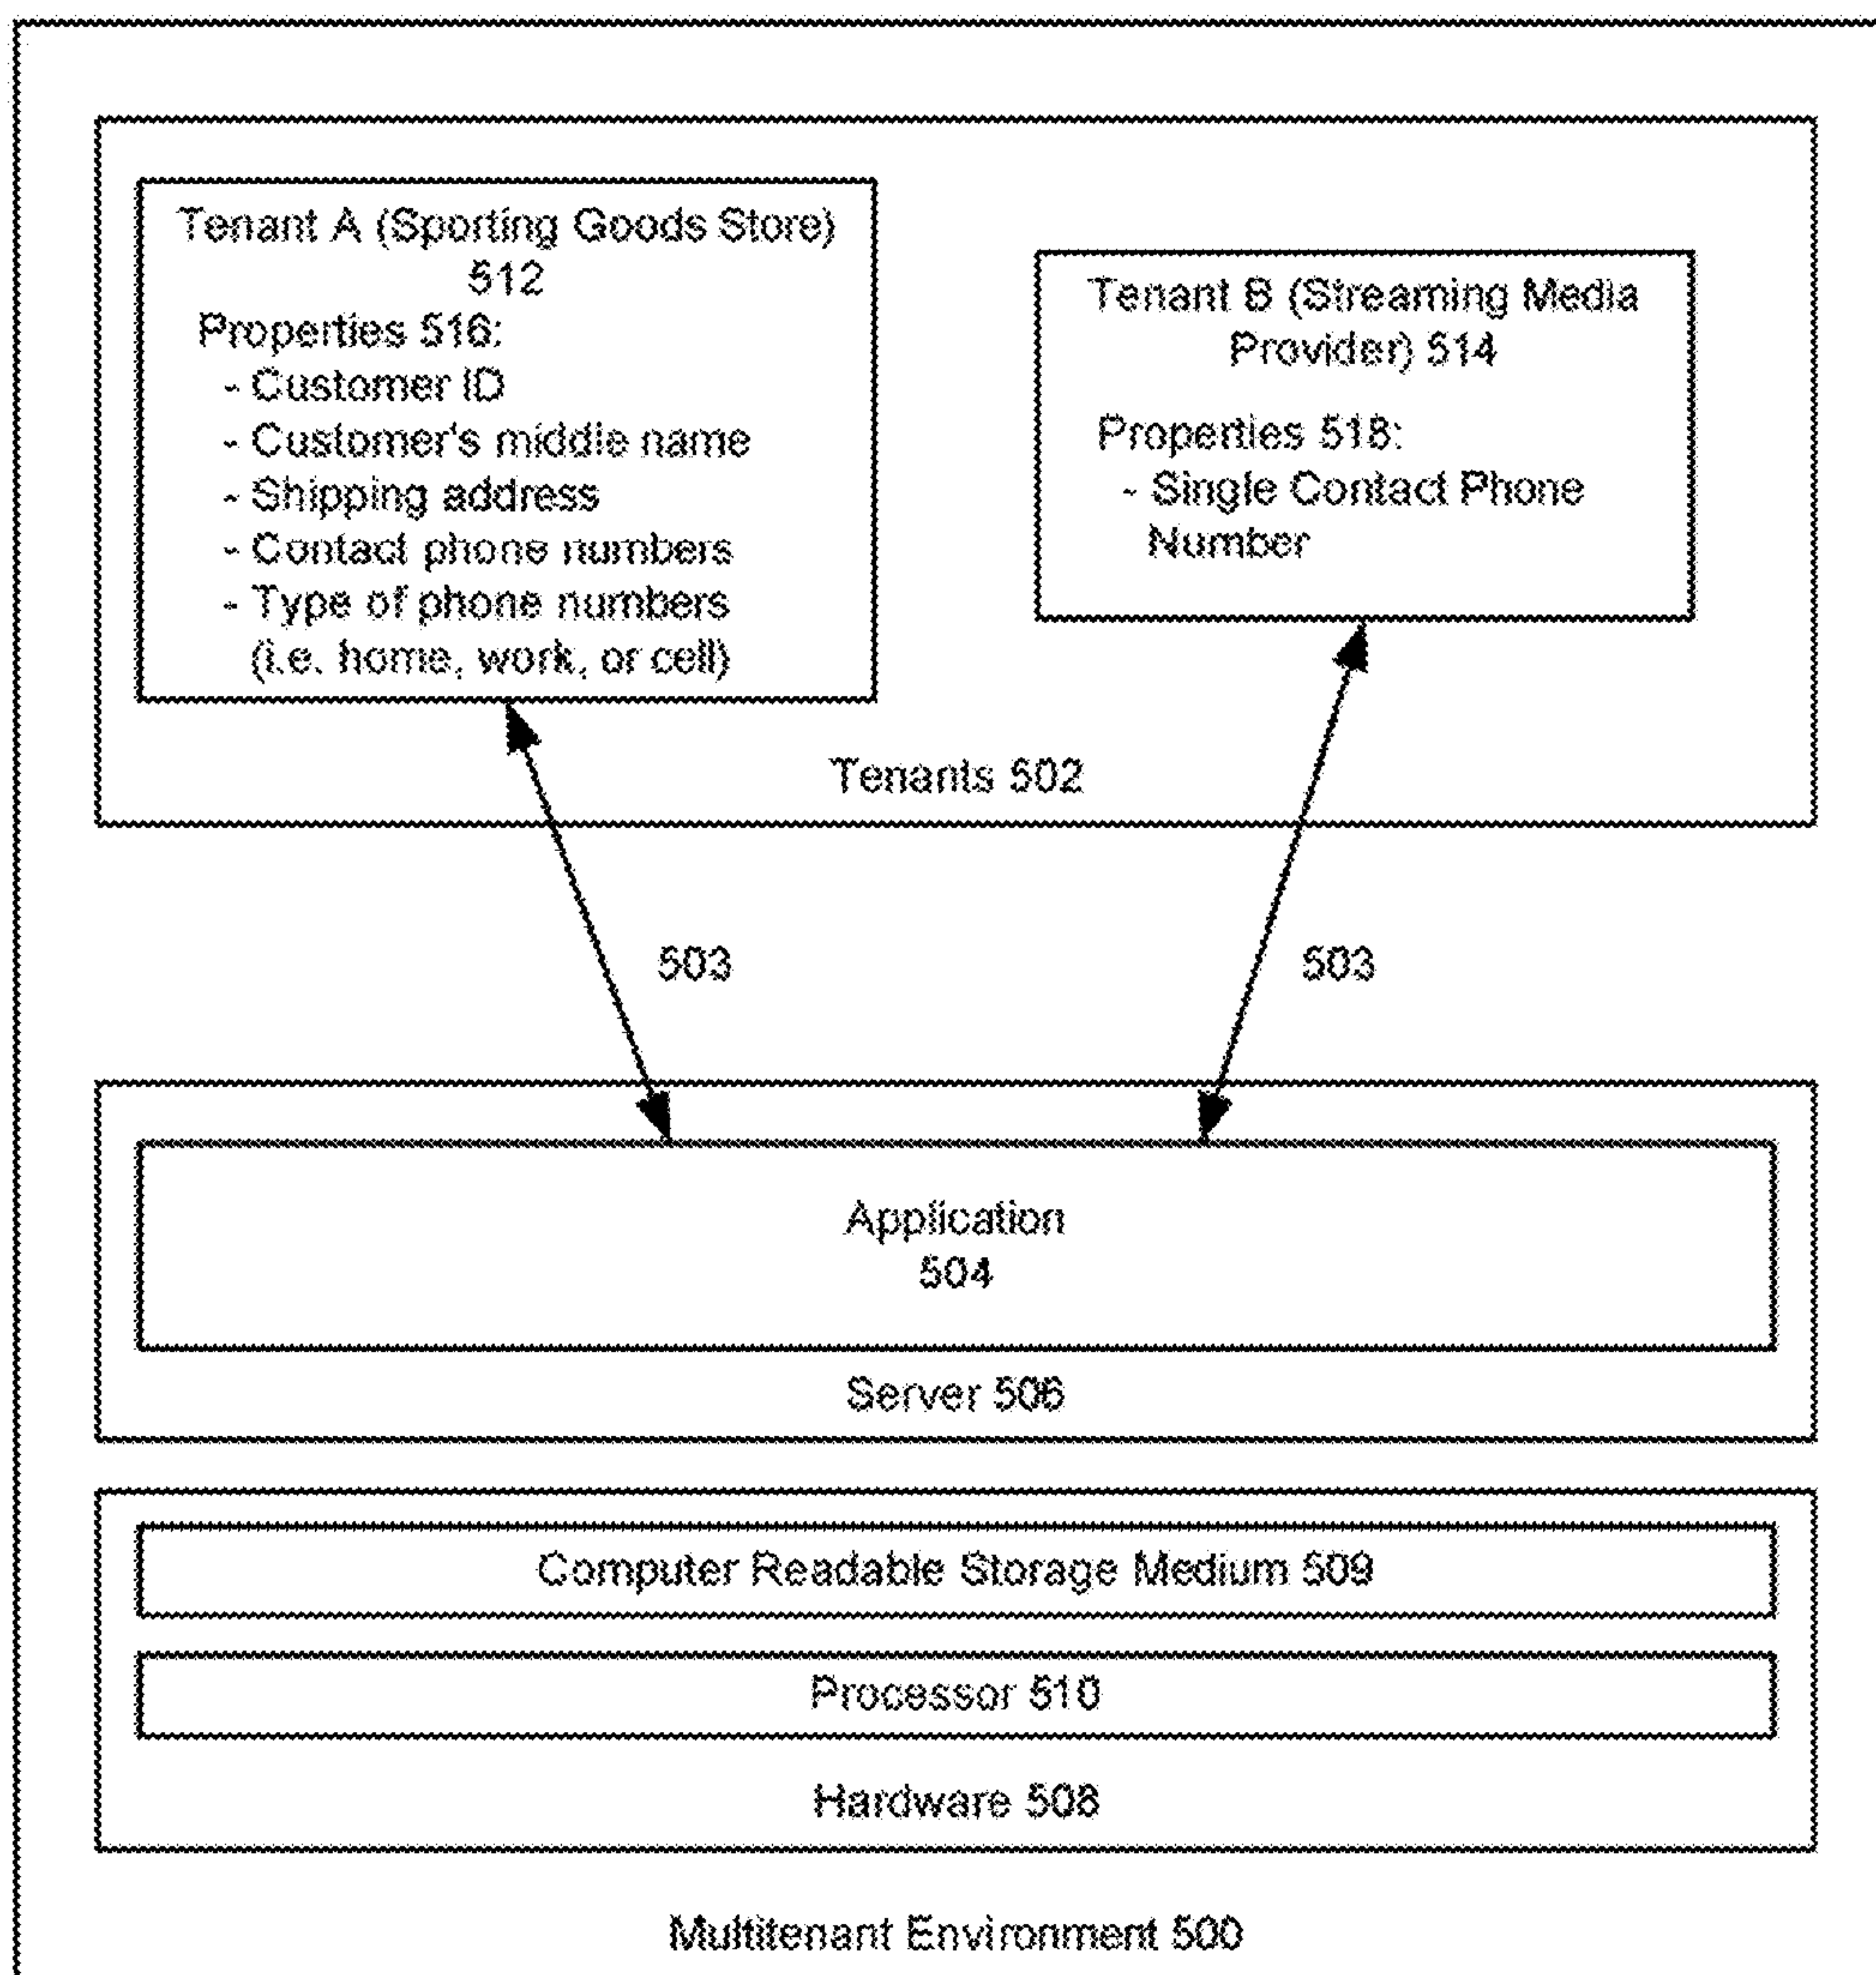 Tenant A (Sporting Goods Store)
512
Properties 516:
- Customer ID
- Customer's middle name
- Shipping address
- Contact phone numbers
- Type of phone numbers
(i.e. home, work, or cell)
Tenant B (Streaming Media
Provider) 514
Properties 518:
- Single Contact Phone
Number
Tenants 502
503
503
Application
504
Server 506
Computer Readable Storage Medium 509
Processor 510
Hardware 508
Multitenant Environment 500